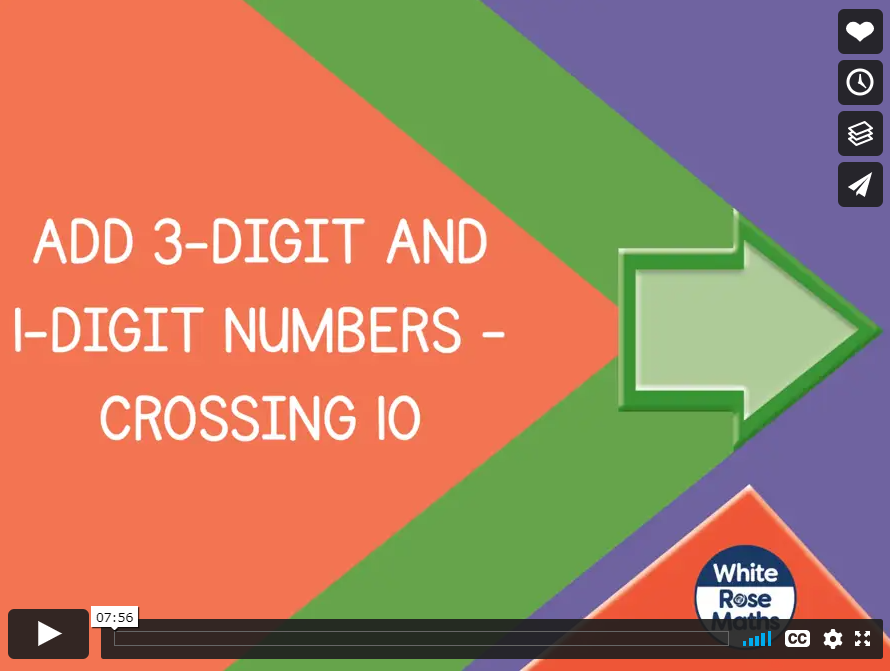 ADD 3-DIGIT AND
1-DIGIT NUMBERS -
CROSSING 10
White
Rose
Maths
07:56
CC